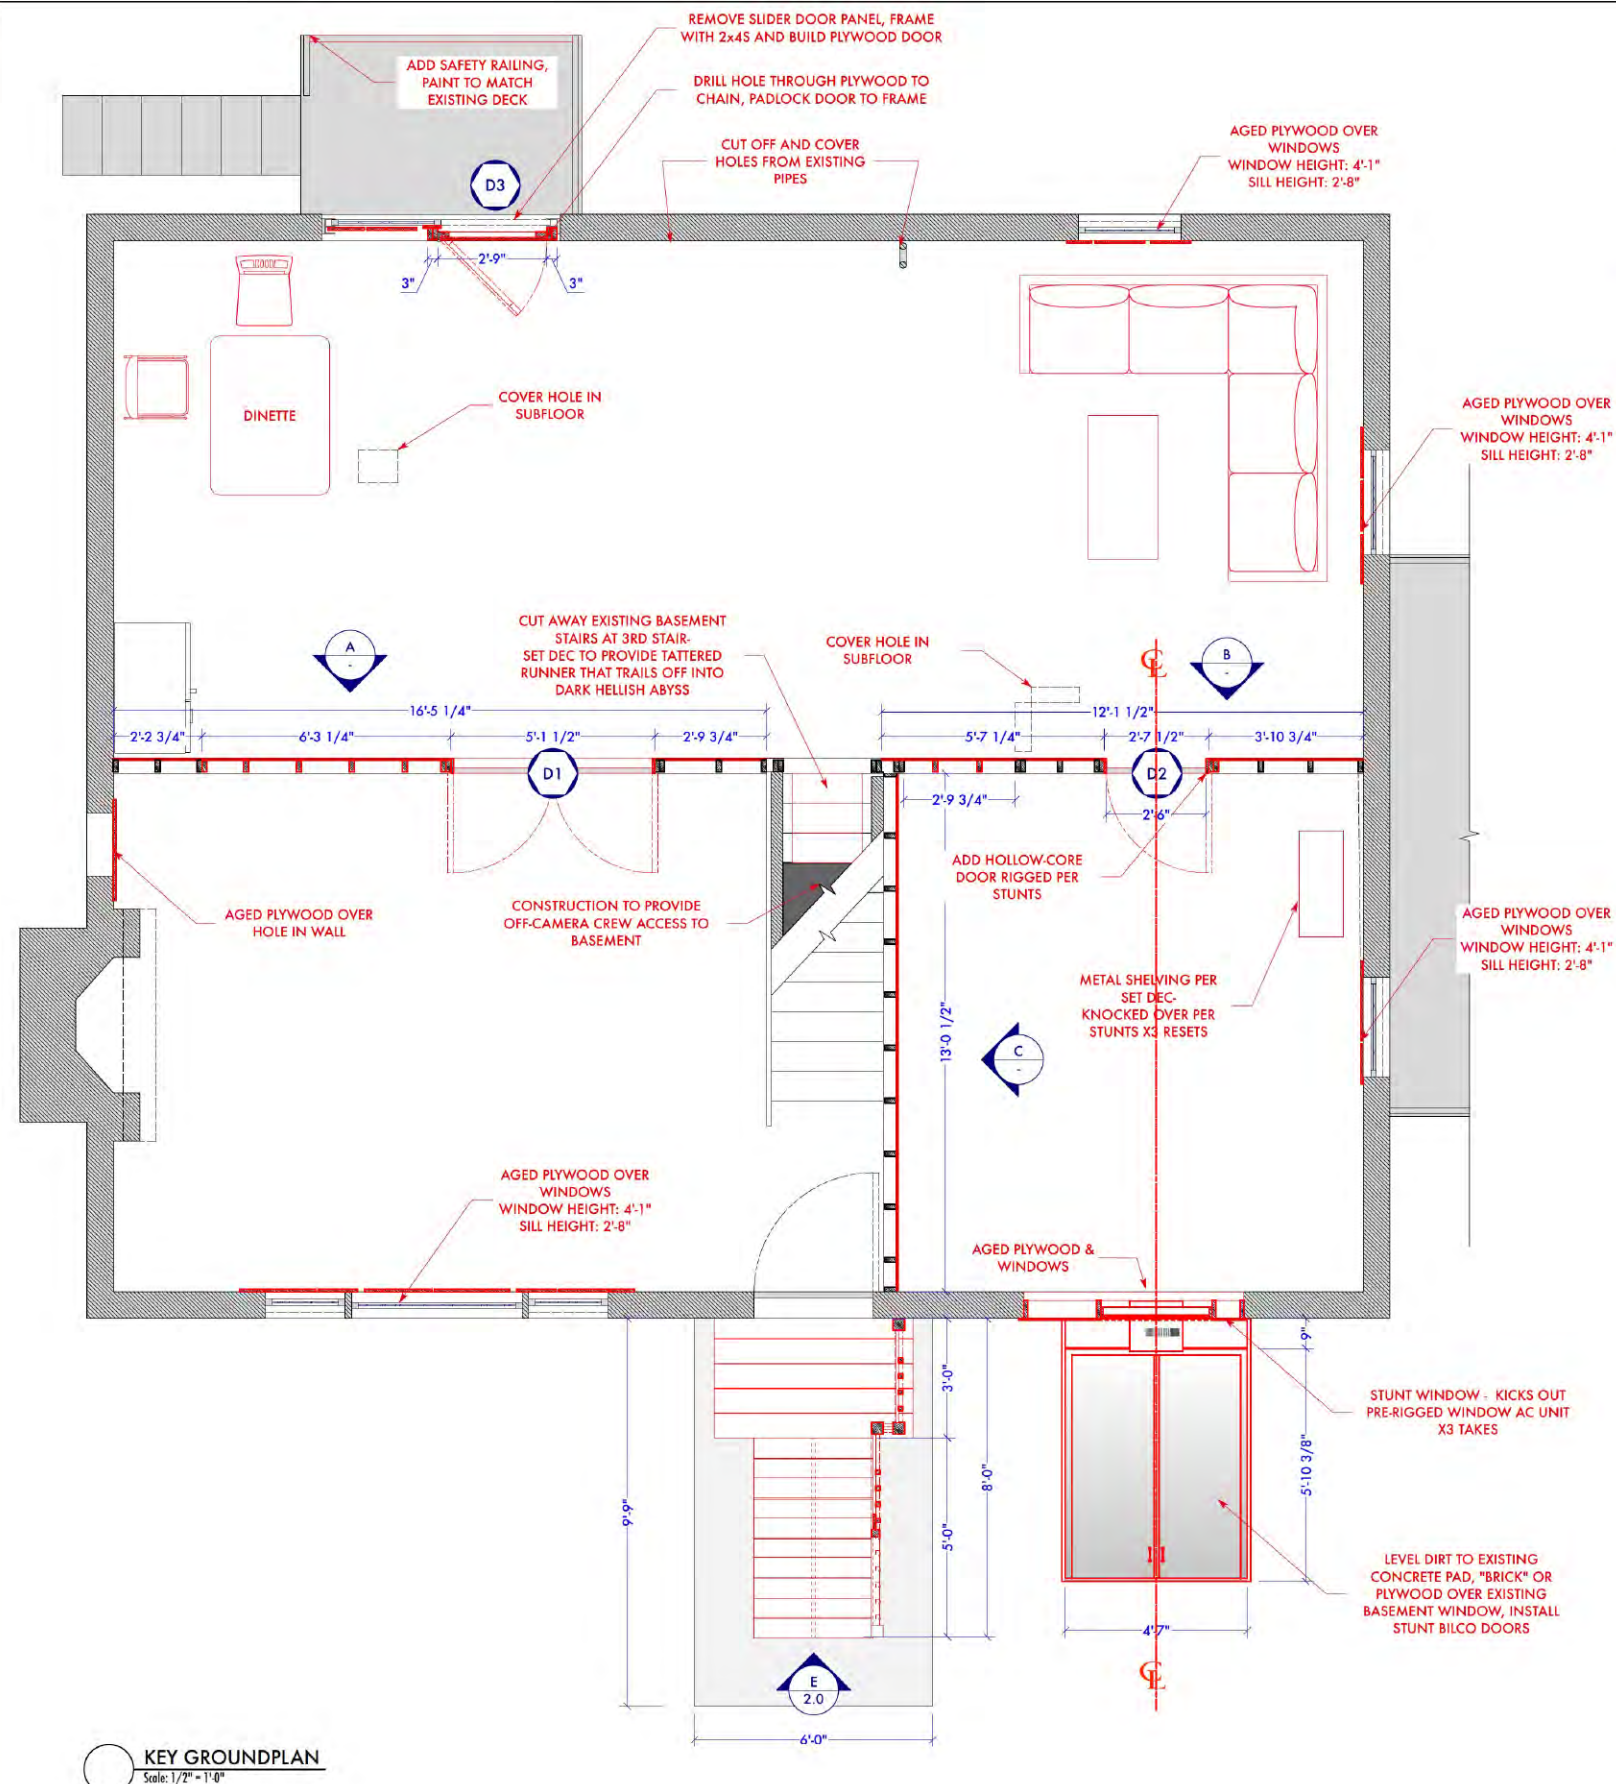 REMOVE SLIDER DOOR PANEL, FRAME
WITH 2x4S AND BUILD PLYWOOD DOOR
ADD SAFETY RAILING,
PAINT TO MATCH
EXISTING DECK
DRILL HOLE THROUGH PLYWOOD TO
CHAIN, PADLOCK DOOR TO FRAME
CUT OFF AND COVER
HOLES FROM EXISTING
PIPES
AGED PLYWOOD OVER
WINDOWS
WINDOW HEIGHT: 4'-1"
SILL HEIGHT: 2'-8"
D3
2'-9"
3"
3"
DINETTE
COVER HOLE IN
SUBFLOOR
AGED PLYWOOD OVER
WINDOWS
WINDOW HEIGHT: 4'-1"
SILL HEIGHT: 2'-8"
CUT AWAY EXISTING BASEMENT
STAIRS AT 3RD STAIR-
SET DEC TO PROVIDE TATTERED
RUNNER THAT TRAILS OFF INTO
DARK HELLISH ABYSS
COVER HOLE IN
SUBFLOOR
A
-
B
-
CL
16'-5 1/4"
12'-1 1/2"
2'-2 3/4"
6'-3 1/4"
5'-1 1/2"
2'-9 3/4"
5'-7 1/4"
2'-7 1/2"
3'-10 3/4"
D1
D2
2'-9 3/4"
2'-6"
ADD HOLLOW-CORE
DOOR RIGGED PER
STUNTS
AGED PLYWOOD OVER
HOLE IN WALL
CONSTRUCTION TO PROVIDE
OFF-CAMERA CREW ACCESS TO
BASEMENT
AGED PLYWOOD OVER
WINDOWS
WINDOW HEIGHT: 4'-1"
SILL HEIGHT: 2'-8"
METAL SHELVING PER
SET DEC-
KNOCKED OVER PER
STUNTS X3 RESETS
13'-0 1/2"
C
-
AGED PLYWOOD OVER
WINDOWS
WINDOW HEIGHT: 4'-1"
SILL HEIGHT: 2'-8"
AGED PLYWOOD &
WINDOWS
9"
3'-0"
STUNT WINDOW - KICKS OUT
PRE-RIGGED WINDOW AC UNIT
X3 TAKES
5'-10 3/8"
8'-0"
9'-9"
5'-0"
LEVEL DIRT TO EXISTING
CONCRETE PAD, "BRICK" OR
PLYWOOD OVER EXISTING
BASEMENT WINDOW, INSTALL
STUNT BILCO DOORS
4'-7"
CL
E
2.0
6'-0"
KEY GROUNDPLAN
Scale: 1/2" = 1'-0"